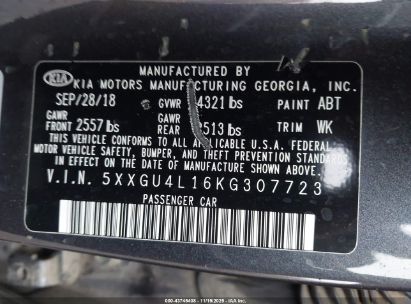 MANUFACTURED BY
KIA KIA MOTORS MANUFACTURING GEORGIA, INC.
SEP/28/18 GVWR 4321 lbs PAINT ABT
GAWR GAWR
FRONT 2557 lbs REAR 2513 lbs TRIM WK
THIS VEHICLE CONFORMS TO ALL APPLICABLE U.S.A. FEDERAL
MOTOR VEHICLE SAFETY, BUMPER, AND THEFT PREVENTION STANDARDS
IN EFFECT ON THE DATE OF MANUFACTURE SHOWN ABOVE.
V.I.N. 5XXGU4L16KG307723
PASSENGER CAR